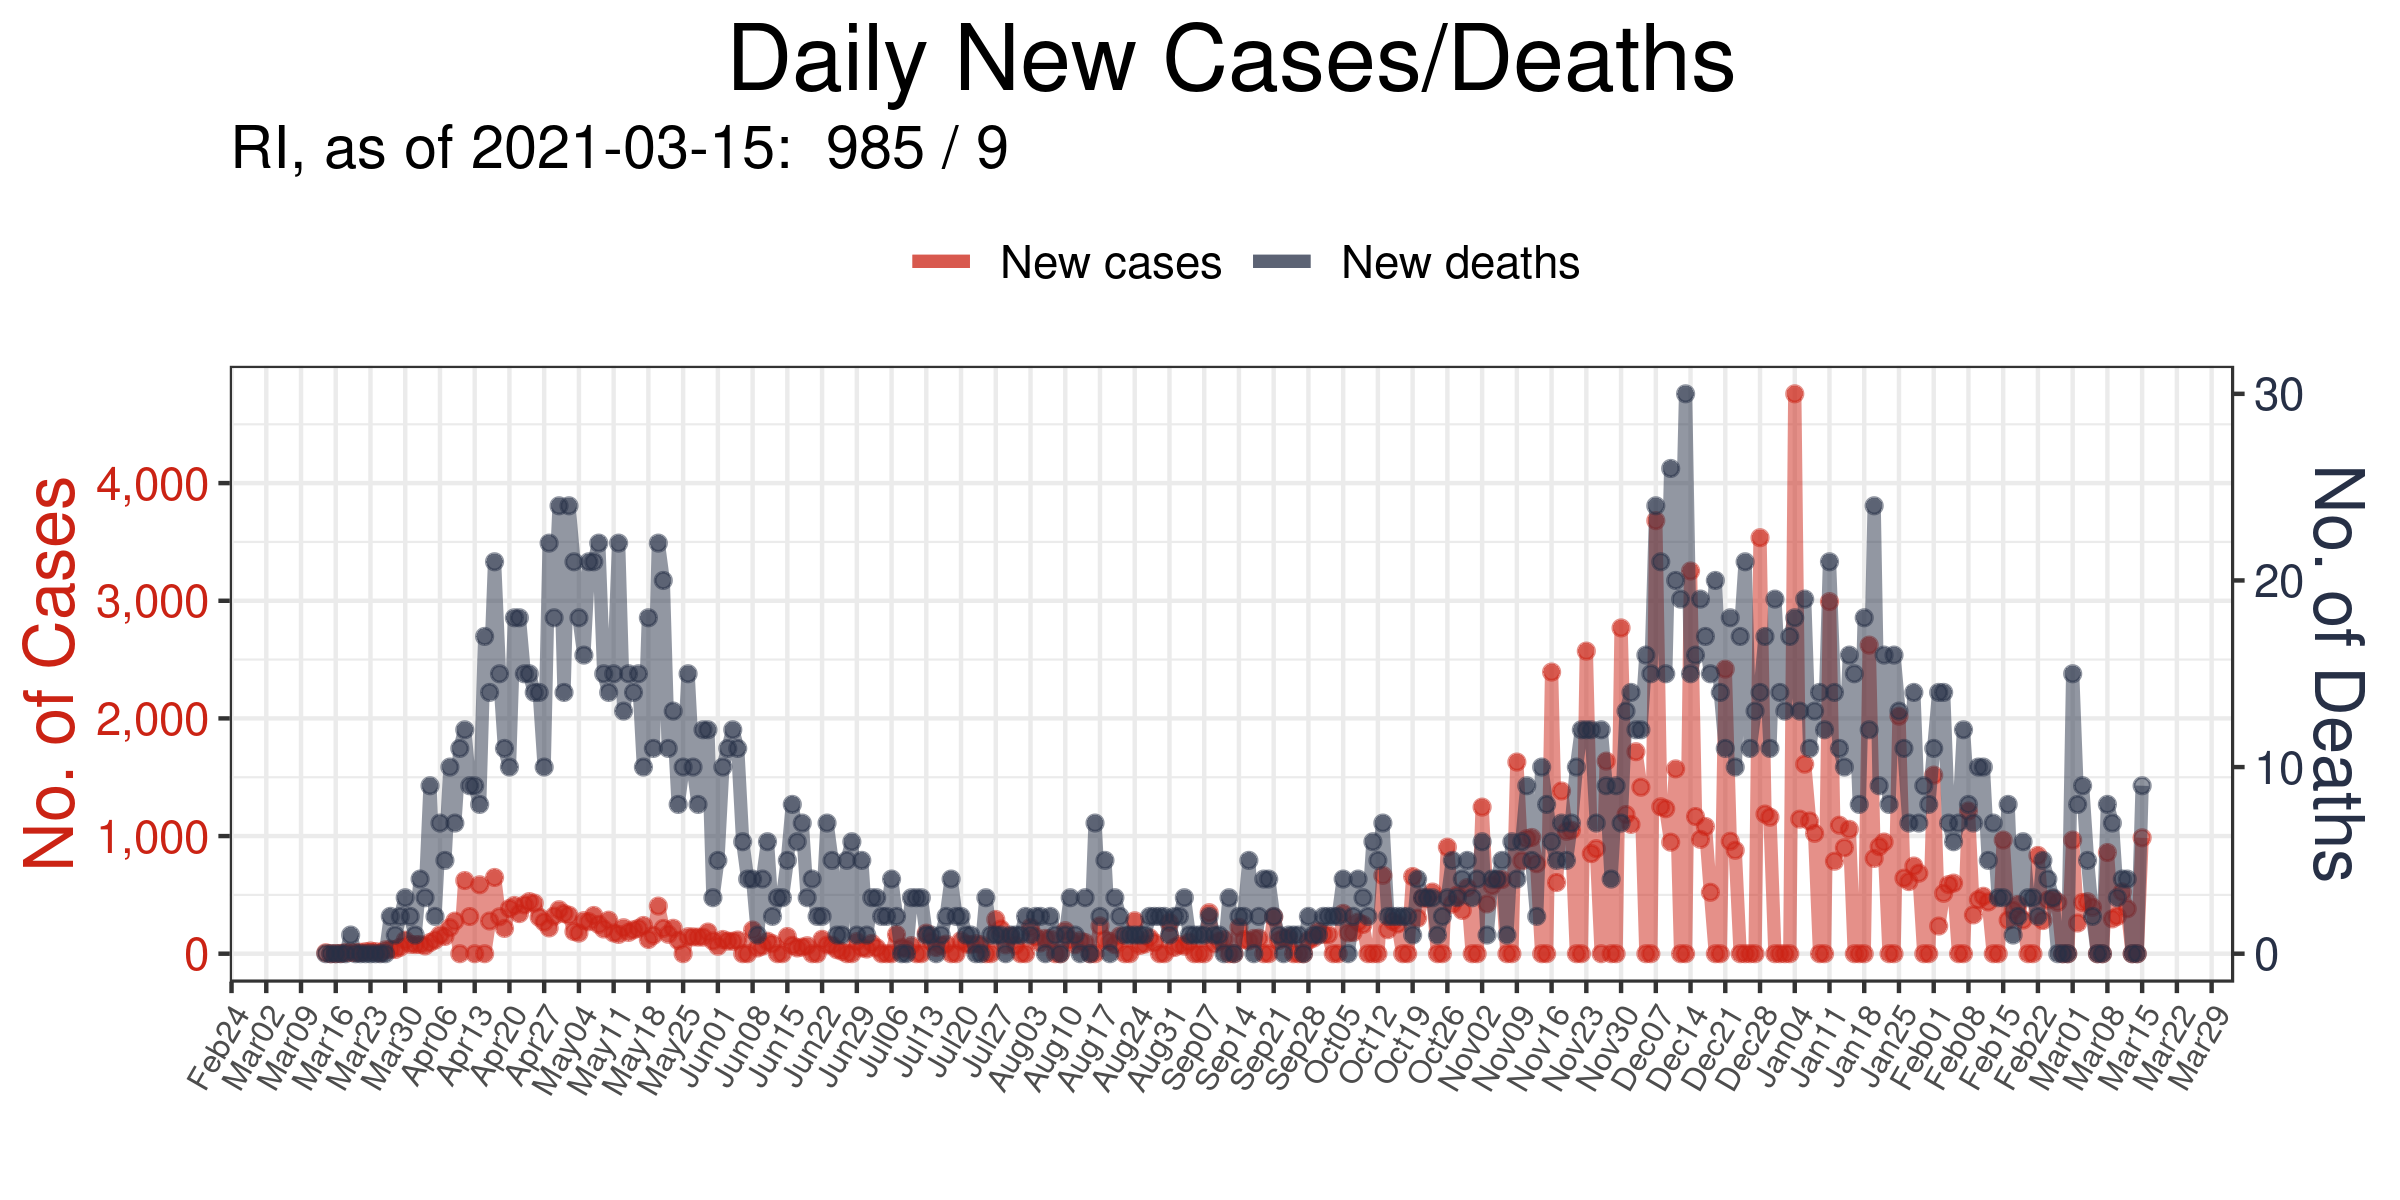 Daily New Cases/Deaths
RI, as of 2021-03-15:  985 / 9
New cases
New deaths
No. of Cases
4,000
3,000
2,000
1,000
0
30
20
10
0
No. of Deaths
Feb24
Mar02
Mar09
Mar16
Mar23
Mar30
Apr06
Apr13
Apr20
Apr27
May04
May11
May18
May25
Jun01
Jun08
Jun15
Jun22
Jun29
Jul06
Jul13
Jul20
Jul27
Aug03
Aug10
Aug17
Aug24
Aug31
Sep07
Sep14
Sep21
Sep28
Oct05
Oct12
Oct19
Oct26
Nov02
Nov09
Nov16
Nov23
Nov30
Dec07
Dec14
Dec21
Dec28
Jan04
Jan11
Jan18
Jan25
Feb01
Feb08
Feb15
Feb22
Mar01
Mar08
Mar15
Mar22
Mar29